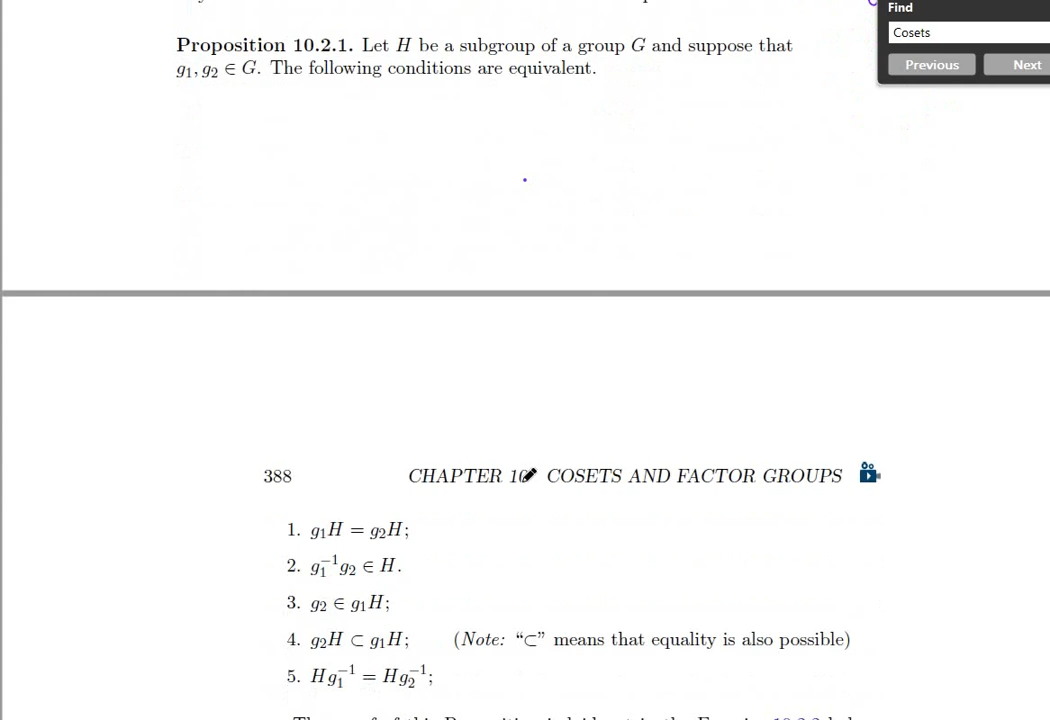 Find
Cosets
Previous Next
Proposition 10.2.1. Let H be a subgroup of a group G and suppose that
g₁, g₂ ∈ G. The following conditions are equivalent.
388 CHAPTER 10. COSETS AND FACTOR GROUPS
1. g₁H = g₂H;
2. g₁⁻¹g₂ ∈ H.
3. g₂ ∈ g₁H;
4. g₂H ⊂ g₁H; (Note: “⊂” means that equality is also possible)
5. Hg₁⁻¹ = Hg₂⁻¹;